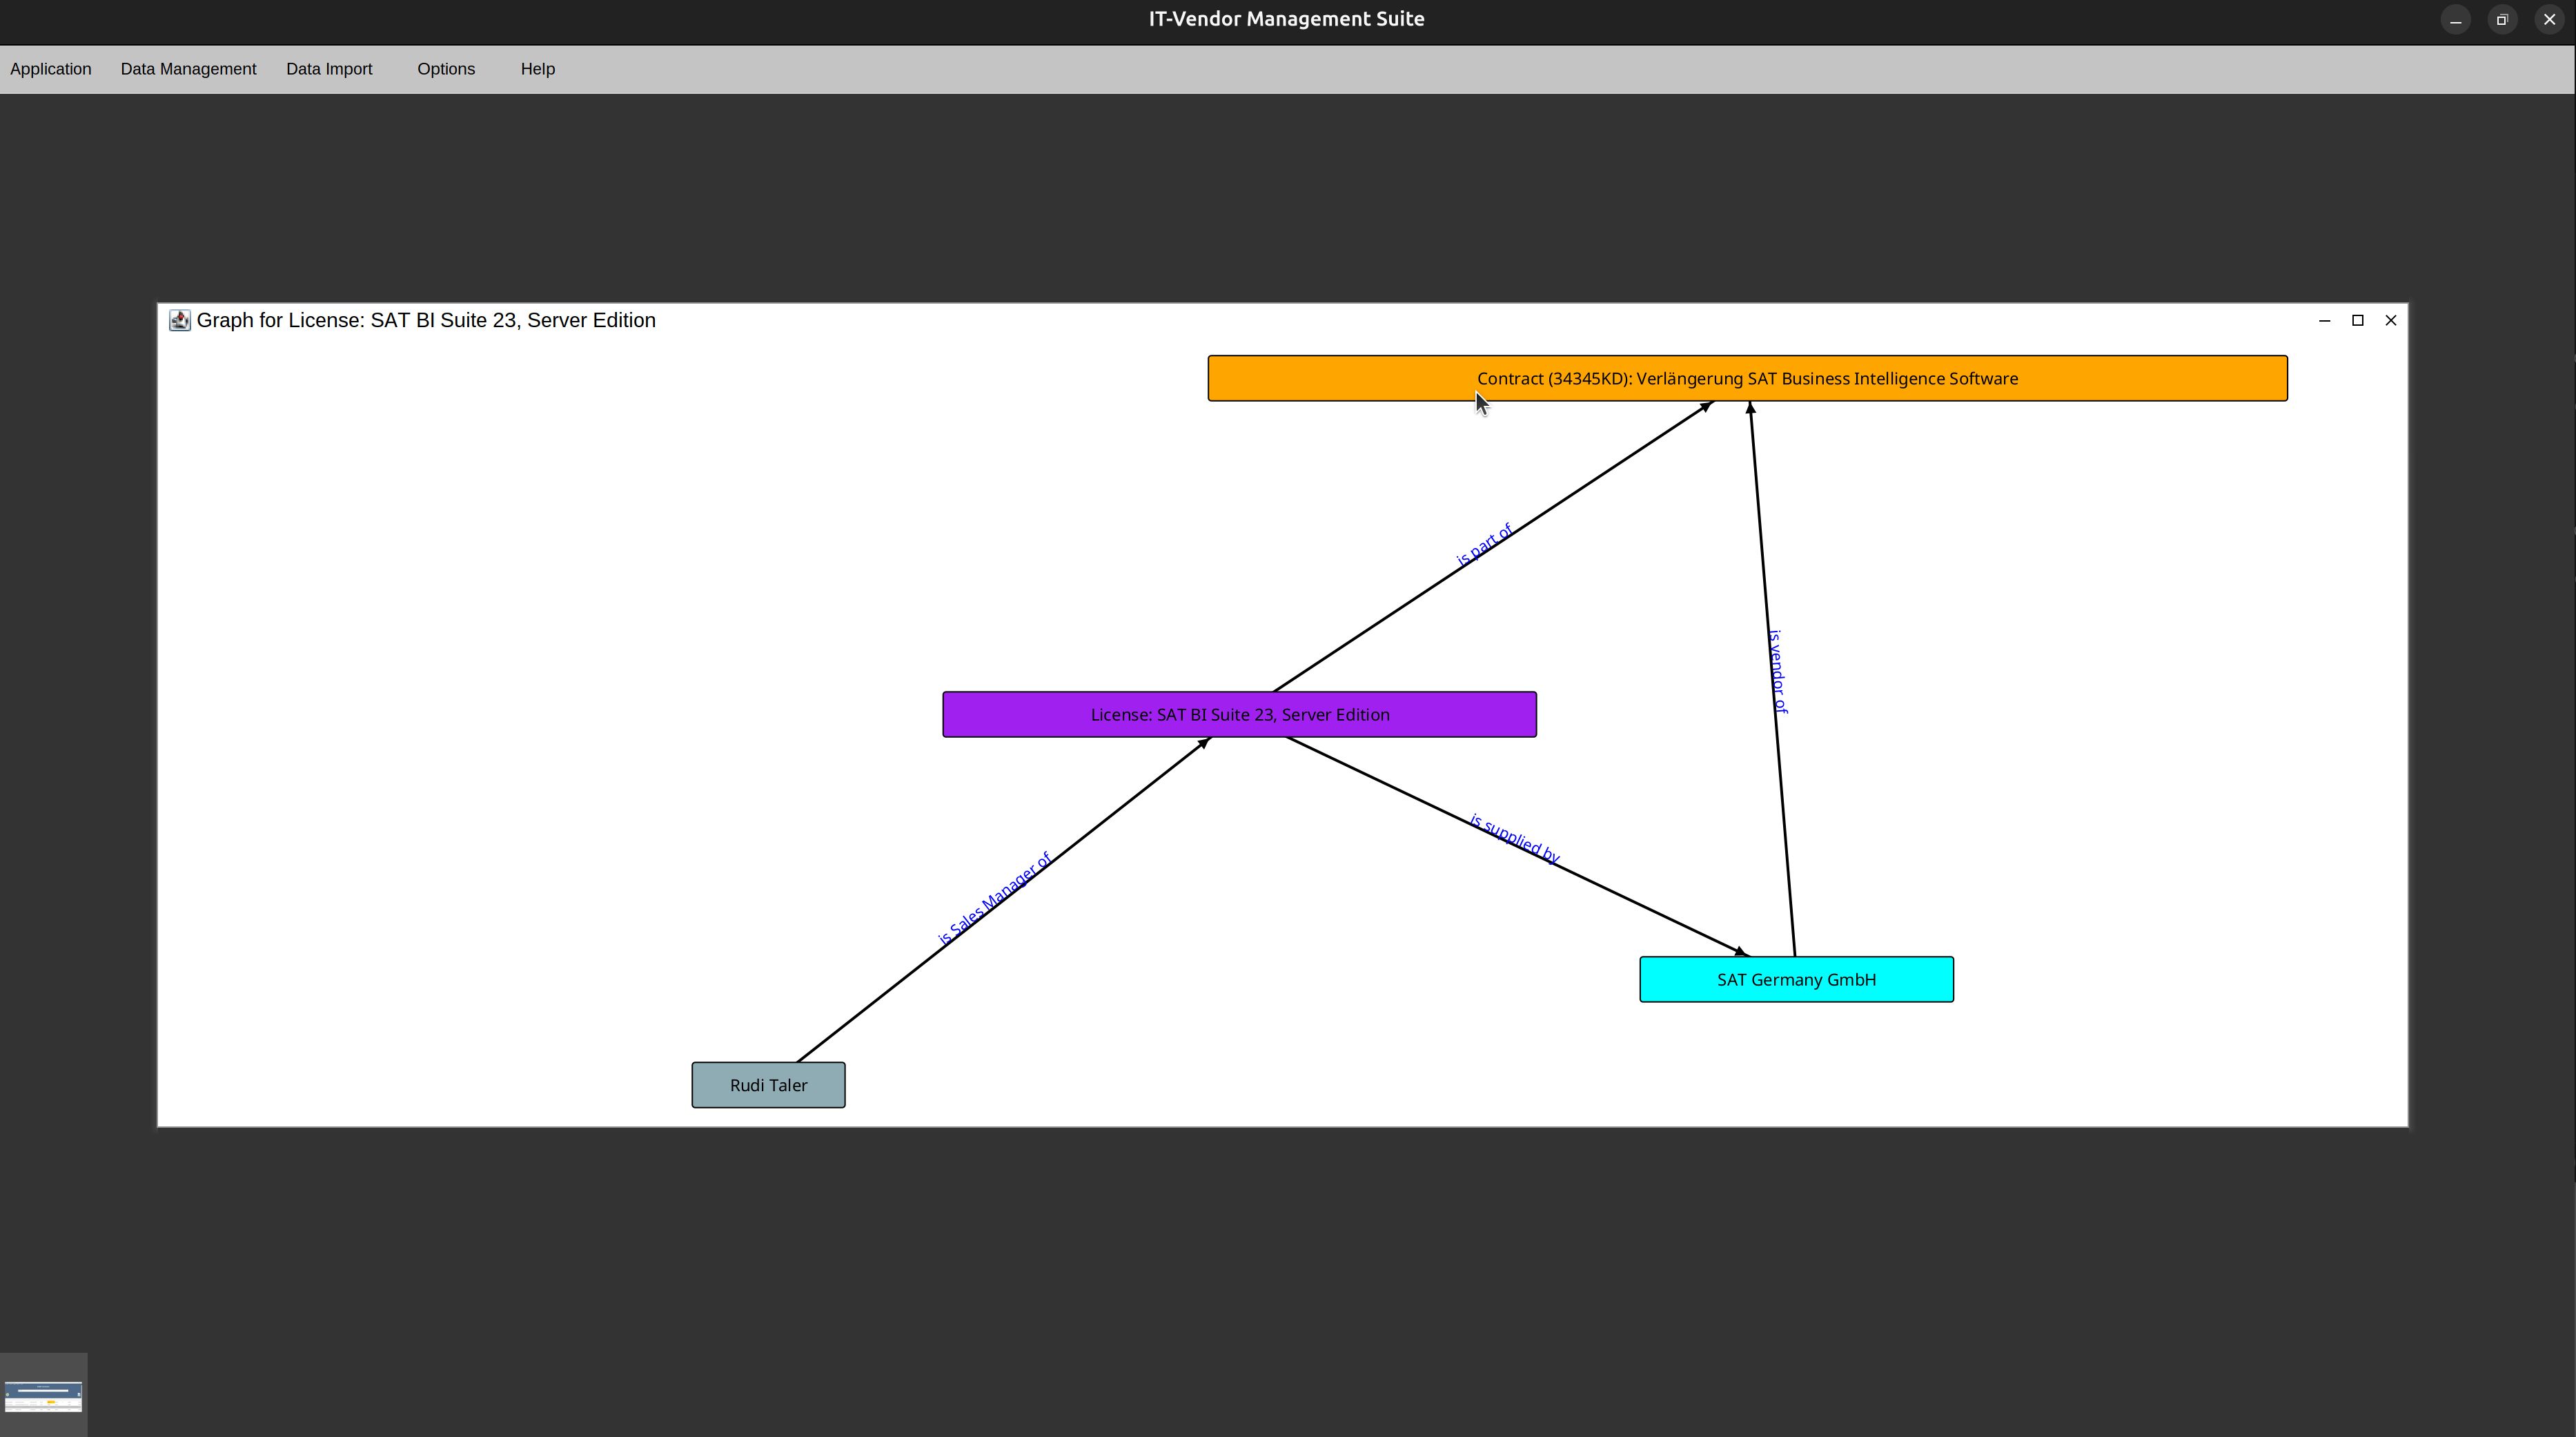 IT-Vendor Management Suite
Application Data Management Data Import Options Help
Graph for License: SAT BI Suite 23, Server Edition
Contract (34345KD): Verlängerung SAT Business Intelligence Software
is part of
is vendor of
License: SAT BI Suite 23, Server Edition
is supplied by
is Sales Manager of
SAT Germany GmbH
Rudi Taler